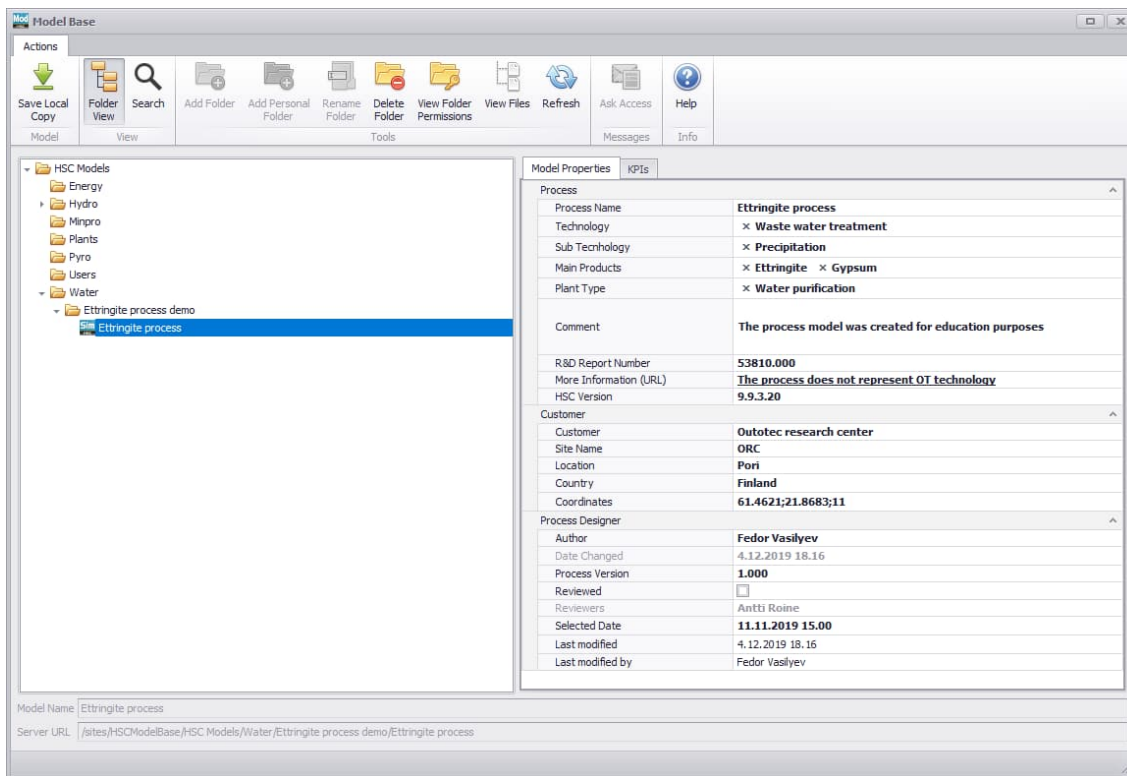 Model Base
Actions
Save Local Copy
Folder View
Search
Add Folder
Add Personal Folder
Rename Folder
Delete Folder
View Folder Permissions
View Files
Refresh
Ask Access
Help
Model
View
Tools
Messages
Info
HSC Models
Energy
Hydro
Minpro
Plants
Pyro
Users
Water
Ettringite process demo
Ettringite process
Model Properties KPIs
Process
Process Name Ettringite process
Technology × Waste water treatment
Sub Tecnhology × Precipitation
Main Products × Ettringite × Gypsum
Plant Type × Water purification
Comment The process model was created for education purposes
R&D Report Number 53810.000
More Information (URL) The process does not represent OT technology
HSC Version 9.9.3.20
Customer
Customer Outotec research center
Site Name ORC
Location Pori
Country Finland
Coordinates 61.4621;21.8683;11
Process Designer
Author Fedor Vasilyev
Date Changed 4.12.2019 18.16
Process Version 1.000
Reviewed
Reviewers Antti Roine
Selected Date 11.11.2019 15.00
Last modified 4.12.2019 18.16
Last modified by Fedor Vasilyev
Model Name Ettringite process
Server URL /sites/HSCModelBase/HSC Models/Water/Ettringite process demo/Ettringite process